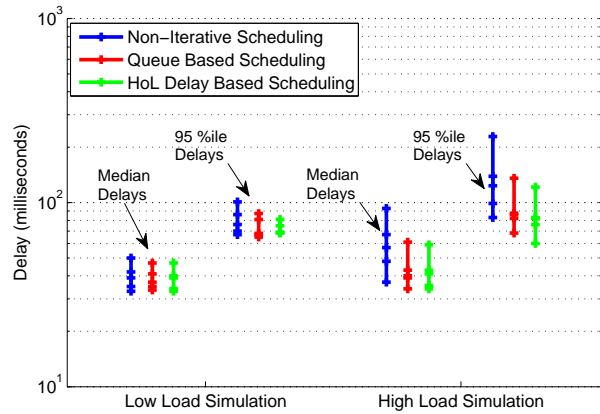 10^3
Non-Iterative Scheduling
Queue Based Scheduling
HoL Delay Based Scheduling
95 %ile
Delays
95 %ile
Delays
Median
Delays
Median
Delays
10^2
10^1
Delay (milliseconds)
Low Load Simulation
High Load Simulation